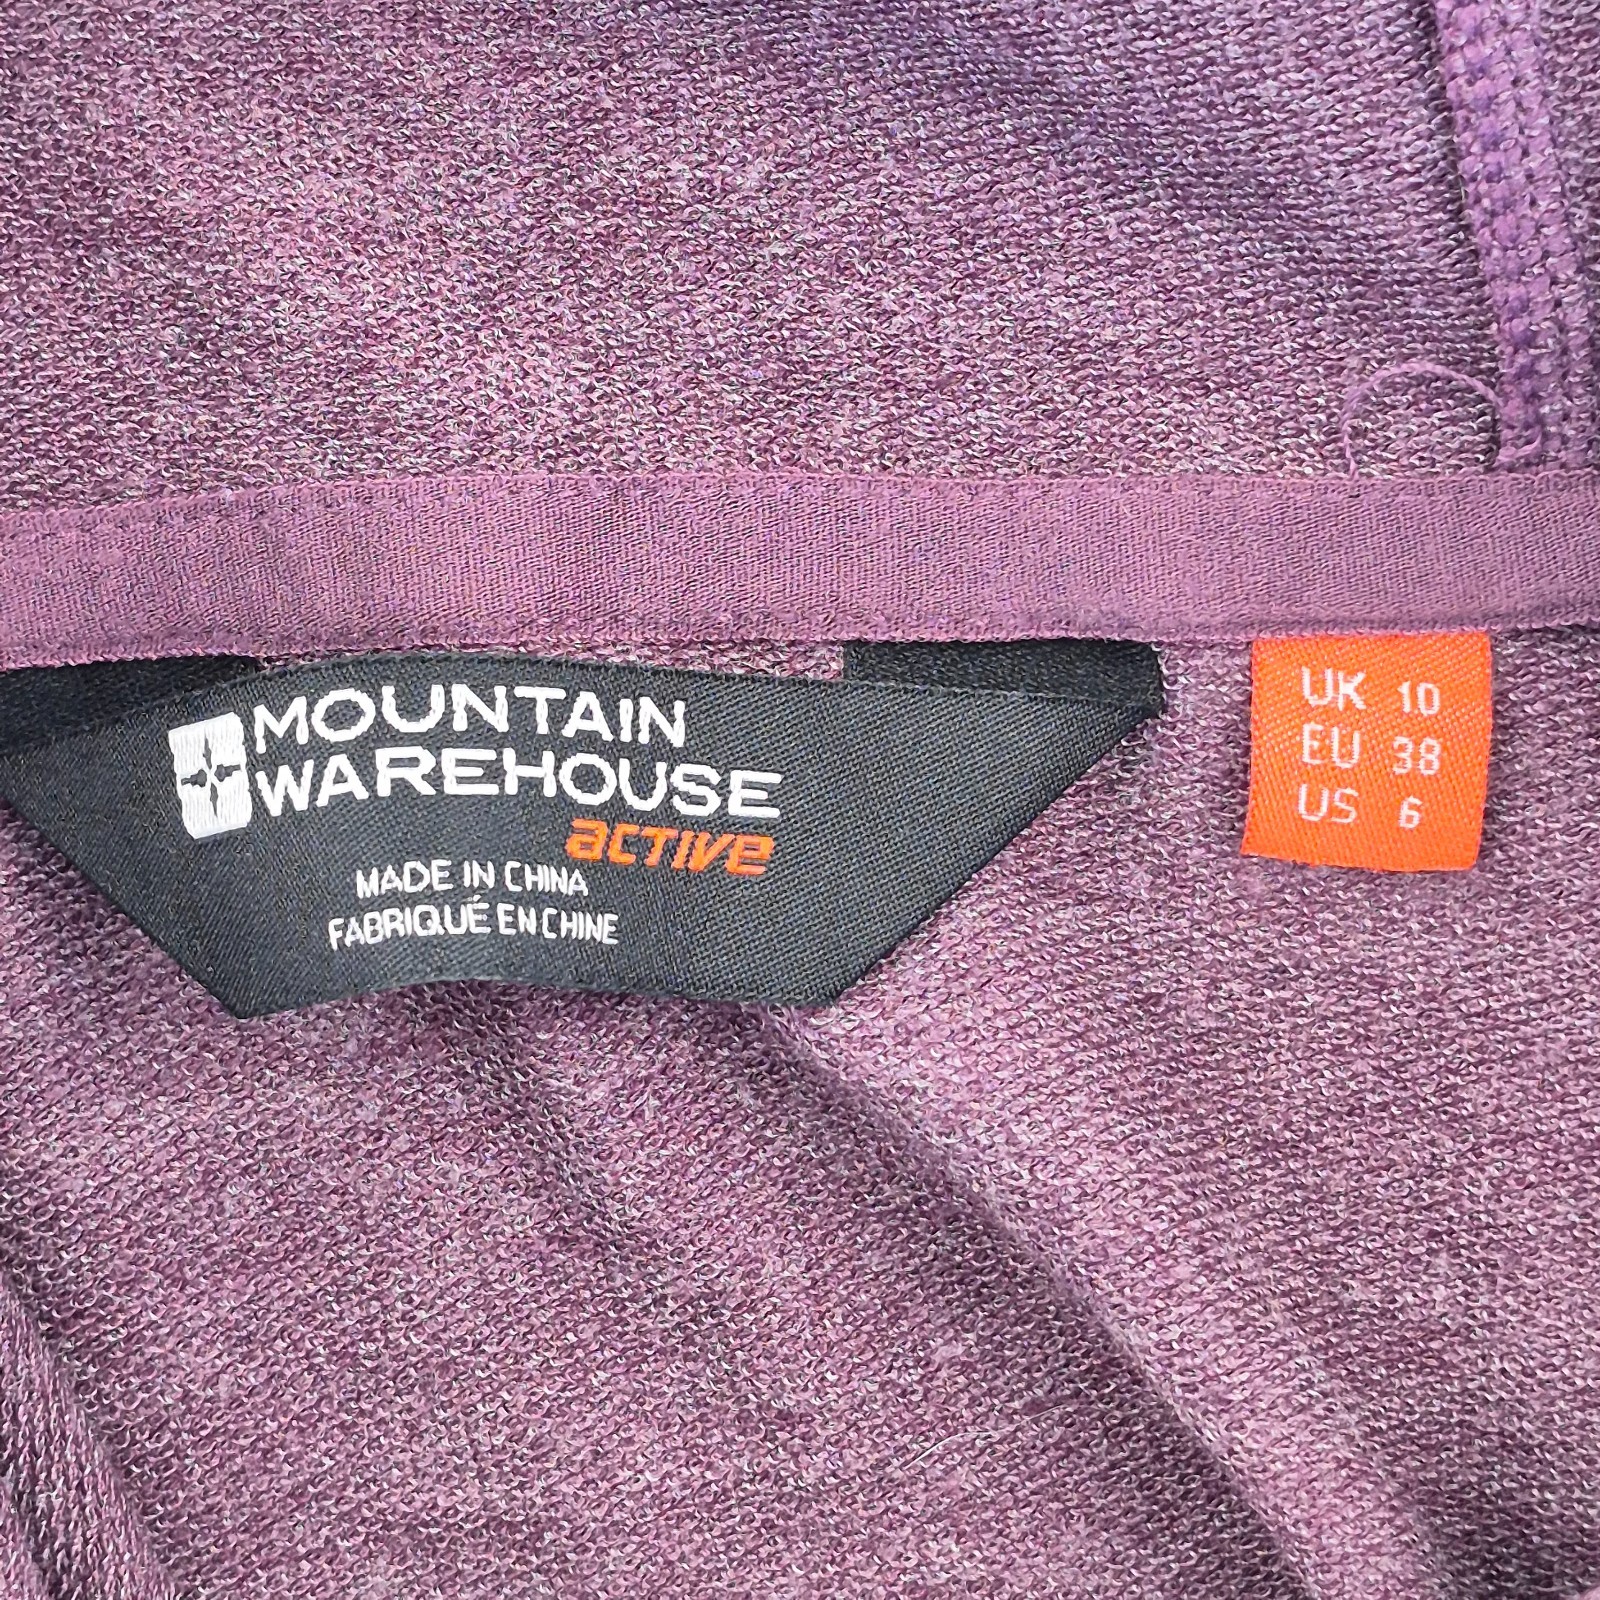 MOUNTAIN
WAREHOUSE
ACTIVE
MADE IN CHINA
FABRIQUÉ EN CHINE
UK 10
EU 38
US 6